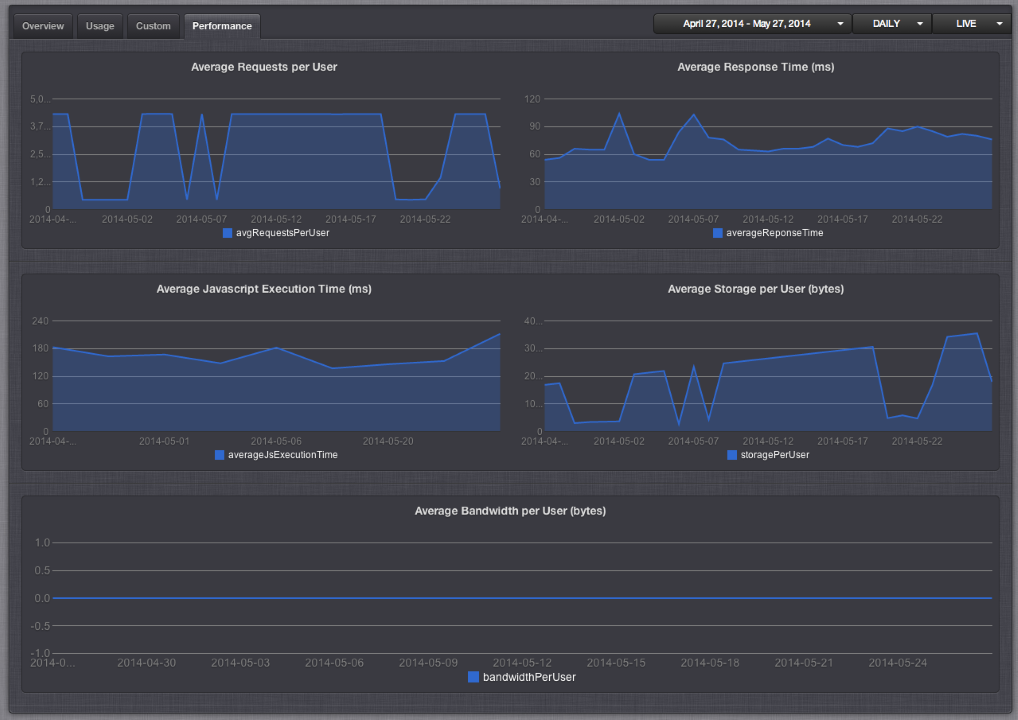 Overview Usage Custom Performance April 27, 2014 - May 27, 2014 DAILY LIVE
Average Requests per User
5,0...
3,7...
2,5...
1,2...
0
2014-04-... 2014-05-02 2014-05-07 2014-05-12 2014-05-17 2014-05-22
avgRequestsPerUser
Average Response Time (ms)
120
90
60
30
0
2014-04-... 2014-05-02 2014-05-07 2014-05-12 2014-05-17 2014-05-22
averageReponseTime
Average Javascript Execution Time (ms)
240
180
120
60
0
2014-04-... 2014-05-01 2014-05-06 2014-05-20
averageJsExecutionTime
Average Storage per User (bytes)
40...
30...
20...
10...
0
2014-04-... 2014-05-02 2014-05-07 2014-05-12 2014-05-17 2014-05-22
storagePerUser
Average Bandwidth per User (bytes)
1.0
0.5
0.0
-0.5
-1.0
2014-0... 2014-04-30 2014-05-03 2014-05-06 2014-05-09 2014-05-12 2014-05-15 2014-05-18 2014-05-21 2014-05-24
bandwidthPerUser